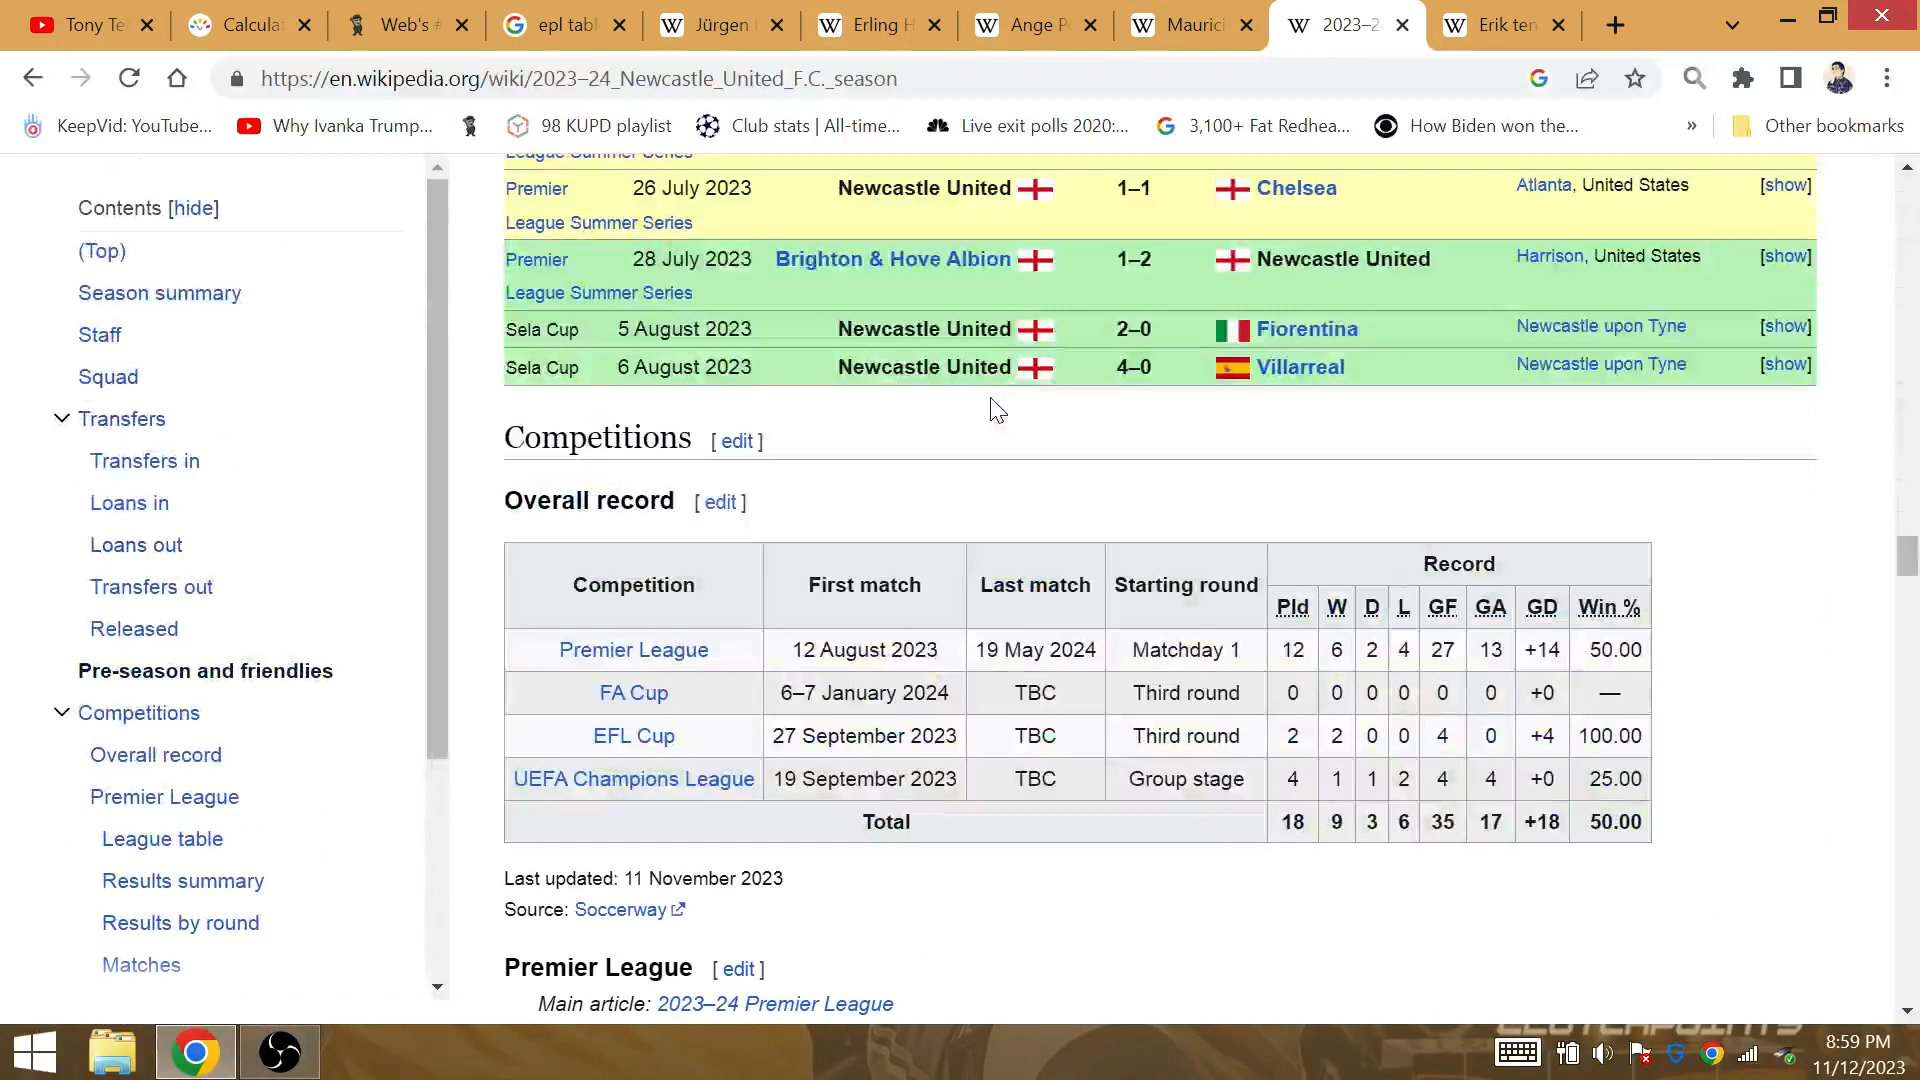 Tony Te
Calculat
Web's
epl tabl
Jürgen
Erling H
Ange P
Maurici
2023–2
Erik ten
https://en.wikipedia.org/wiki/2023–24_Newcastle_United_F.C._season
KeepVid: YouTube...
Why Ivanka Trump...
98 KUPD playlist
Club stats | All-time...
Live exit polls 2020:...
3,100+ Fat Redhea...
How Biden won the...
»
Other bookmarks
Contents [hide]
(Top)
Season summary
Staff
Squad
Transfers
Transfers in
Loans in
Loans out
Transfers out
Released
Pre-season and friendlies
Competitions
Overall record
Premier League
League table
Results summary
Results by round
Matches
League Summer Series
Premier 26 July 2023 Newcastle United 1–1 Chelsea Atlanta, United States [show]
League Summer Series
Premier 28 July 2023 Brighton & Hove Albion 1–2 Newcastle United Harrison, United States [show]
League Summer Series
Sela Cup 5 August 2023 Newcastle United 2–0 Fiorentina Newcastle upon Tyne [show]
Sela Cup 6 August 2023 Newcastle United 4–0 Villarreal Newcastle upon Tyne [show]
Competitions [ edit ]
Overall record [ edit ]
Competition First match Last match Starting round Record
Pld W D L GF GA GD Win %
Premier League 12 August 2023 19 May 2024 Matchday 1 12 6 2 4 27 13 +14 50.00
FA Cup 6–7 January 2024 TBC Third round 0 0 0 0 0 0 +0 —
EFL Cup 27 September 2023 TBC Third round 2 2 0 0 4 0 +4 100.00
UEFA Champions League 19 September 2023 TBC Group stage 4 1 1 2 4 4 +0 25.00
Total 18 9 3 6 35 17 +18 50.00
Last updated: 11 November 2023
Source: Soccerway
Premier League [ edit ]
Main article: 2023–24 Premier League
8:59 PM
11/12/2023